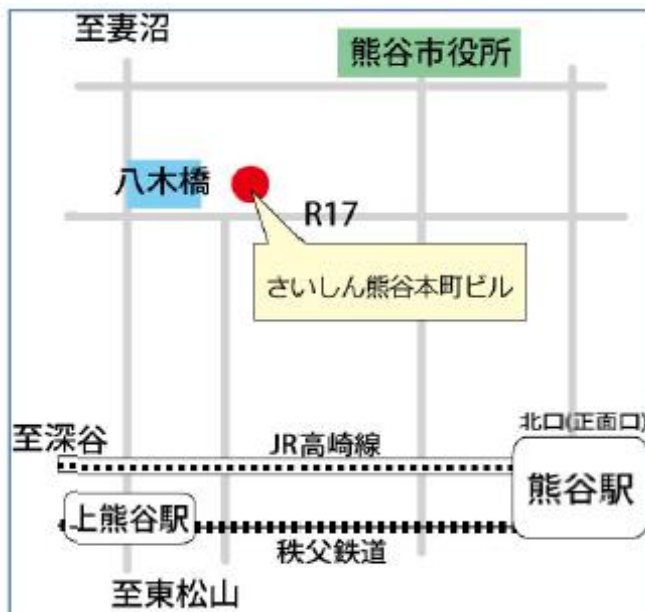 至妻沼
熊谷市役所
八木橋
R17
さいしん熊谷本町ビル
北口(正面口)
至深谷
JR高崎線
熊谷駅
上熊谷駅
秩父鉄道
至東松山